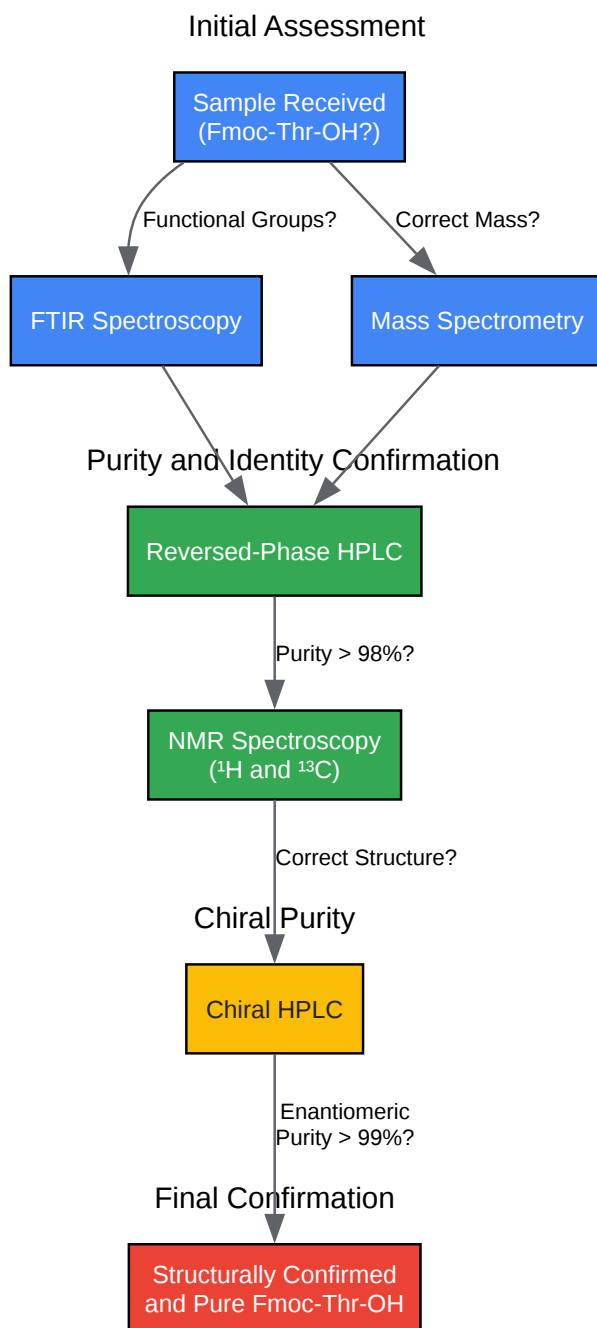 Initial Assessment
Sample Received
(Fmoc-Thr-OH?)
Functional Groups?
Correct Mass?
FTIR Spectroscopy
Mass Spectrometry
Purity and Identity Confirmation
Reversed-Phase HPLC
Purity > 98%?
NMR Spectroscopy
(¹H and ¹³C)
Correct Structure?
Chiral Purity
Chiral HPLC
Enantiomeric
Purity > 99%?
Final Confirmation
Structurally Confirmed
and Pure Fmoc-Thr-OH